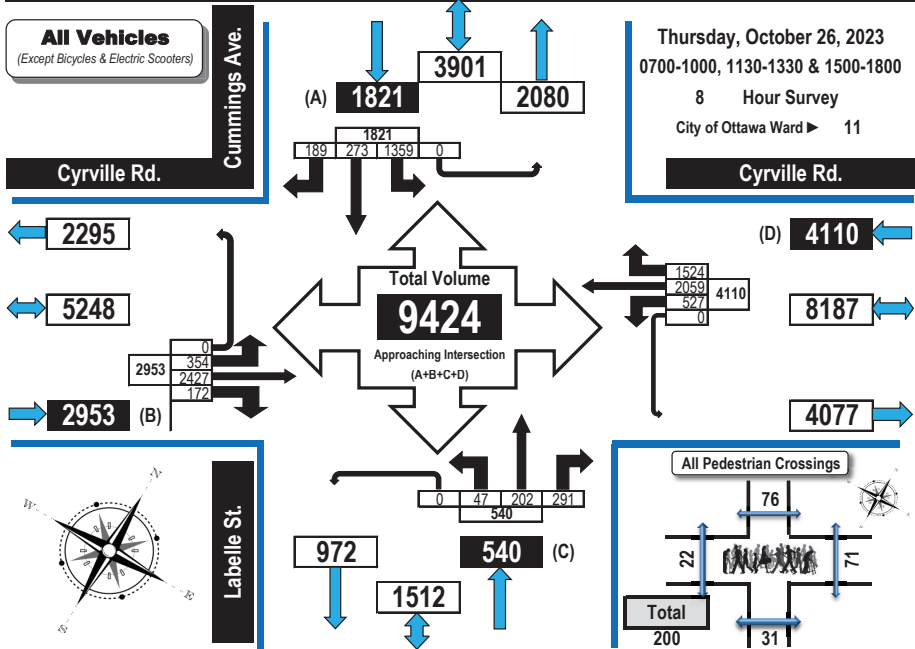 All Vehicles
(Except Bicycles & Electric Scooters)
Cummings Ave.
Cyrville Rd.
3901
(A) 1821
2080
1821
189 273 1359 0
Thursday, October 26, 2023
0700-1000, 1130-1330 & 1500-1800
8 Hour Survey
City of Ottawa Ward ► 11
Cyrville Rd.
2295
5248
2953 (B)
0
354
2953
2427
172
Total Volume
9424
Approaching Intersection
(A+B+C+D)
1524
2059
4110
527
0
(D) 4110
8187
4077
N
W
E
S
Labelle St.
0 47 202 291
540
972
540 (C)
1512
All Pedestrian Crossings
76
22
71
Total
200
31